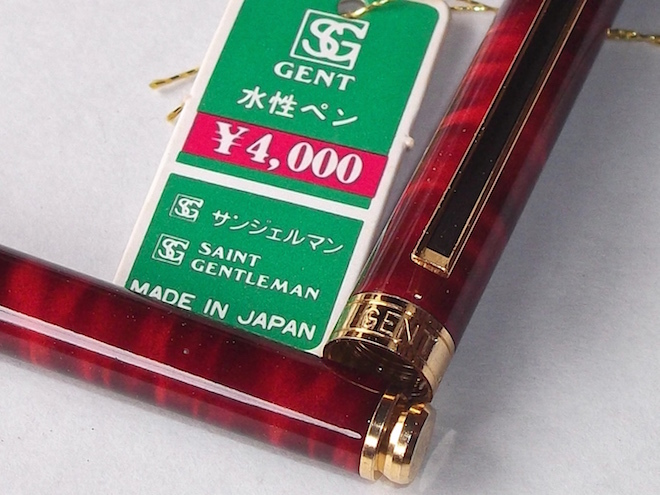 SG
GENT
水性ペン
¥4,000
SG サンジェルマン
SG SAINT
GENTLEMAN
MADE IN JAPAN
GEN